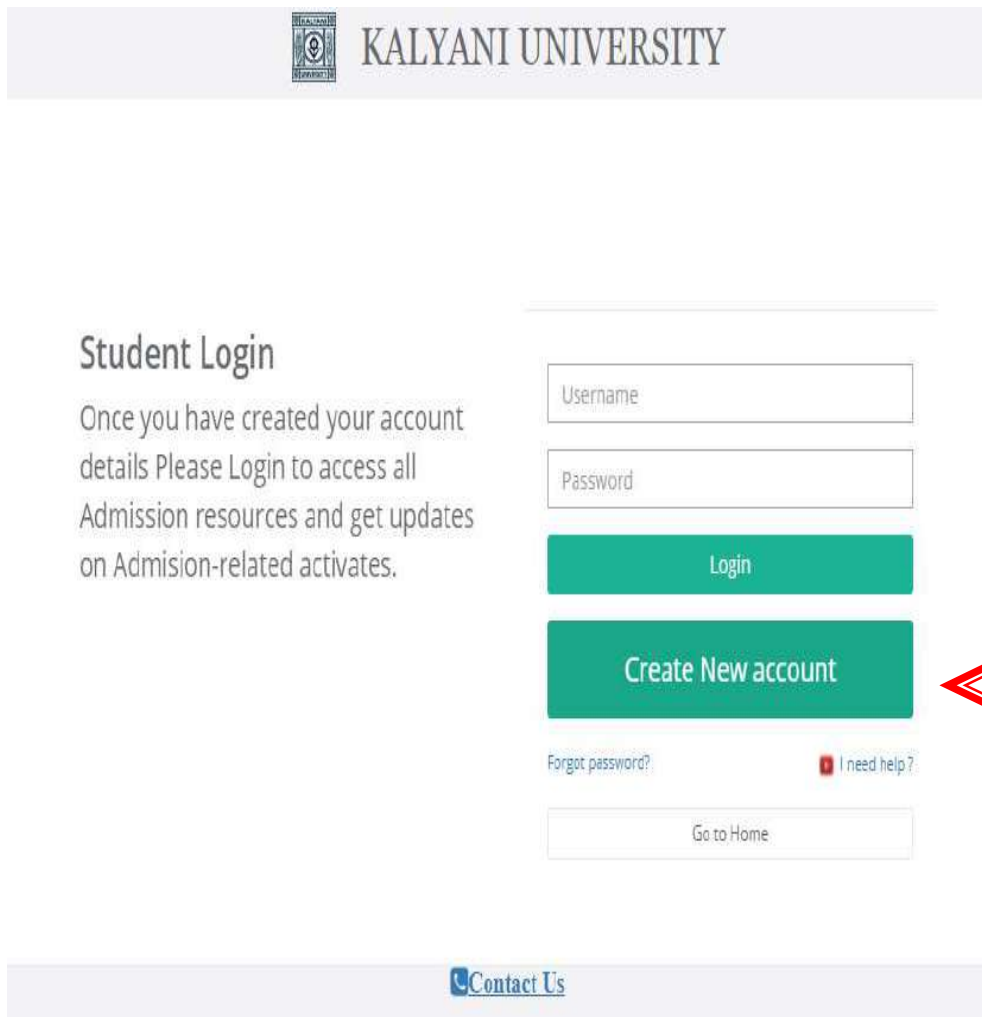 KALYANI UNIVERSITY
Student Login
Once you have created your account
details Please Login to access all
Admission resources and get updates
on Admision-related activates.
Username
Password
Login
Create New account
Forgot password?
I need help ?
Go to Home
Contact Us